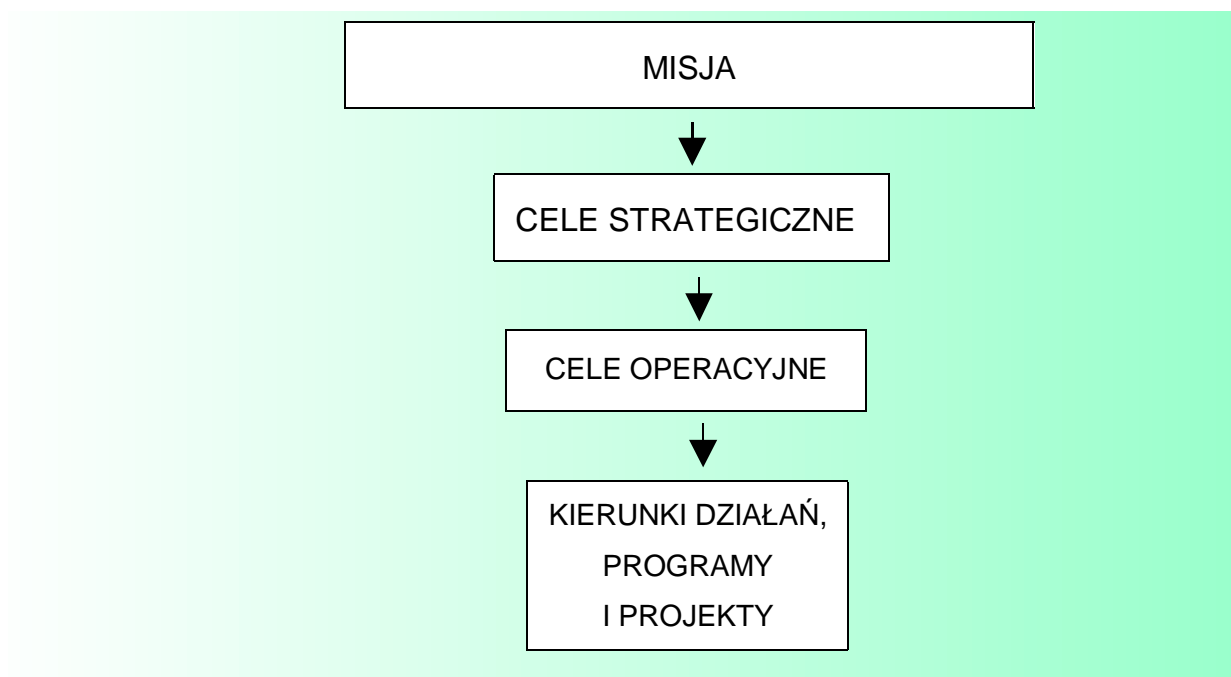 MISJA
CELE STRATEGICZNE
CELE OPERACYJNE
KIERUNKI DZIAŁAŃ,
PROGRAMY
I PROJEKTY